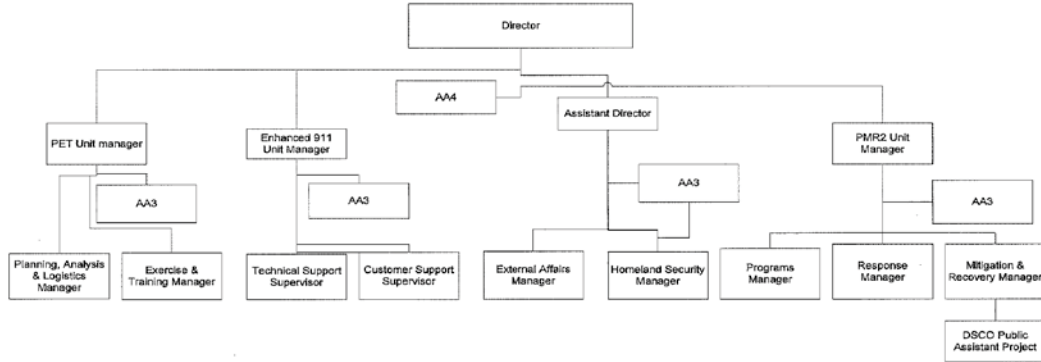 Director
AA4
Assistant Director
PET Unit manager
Enhanced 911
Unit Manager
PMR2 Unit
Manager
AA3
AA3
AA3
AA3
Planning, Analysis
& Logistics
Manager
Exercise &
Training Manager
Technical Support
Supervisor
Customer Support
Supervisor
External Affairs
Manager
Homeland Security
Manager
Programs
Manager
Response
Manager
Mitigation &
Recovery Manager
DSCO Public
Assistant Project